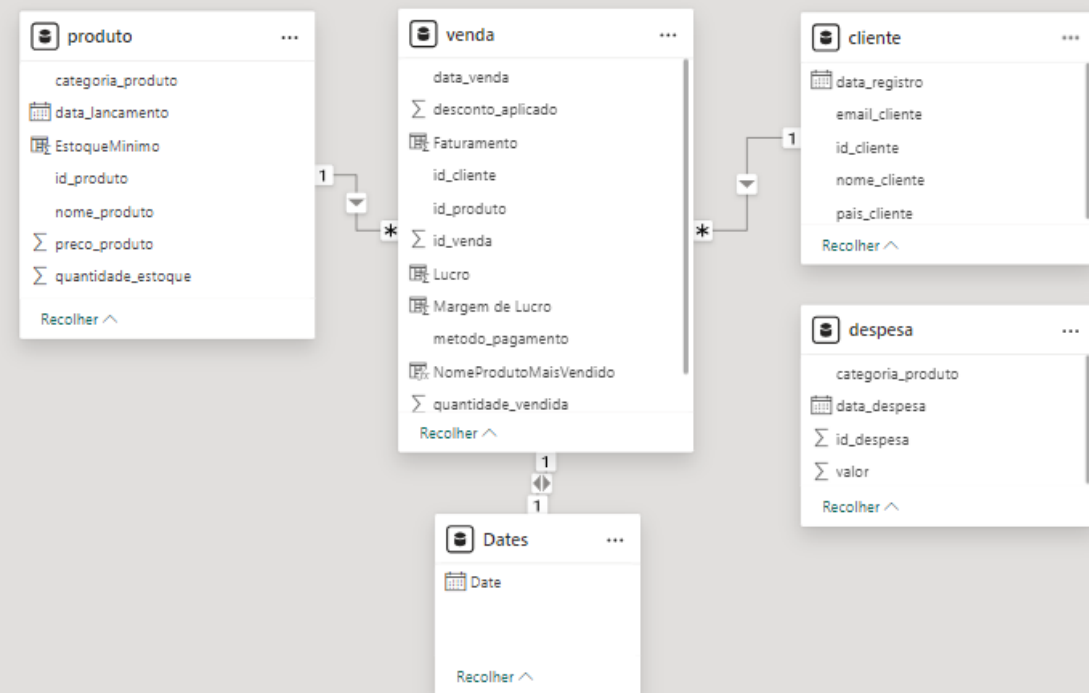 produto
...
categoria_produto
data_lancamento
EstoqueMinimo
id_produto
nome_produto
∑ preco_produto
∑ quantidade_estoque
Recolher
1
*
venda
...
data_venda
∑ desconto_aplicado
Faturamento
id_cliente
id_produto
∑ id_venda
Lucro
Margem de Lucro
metodo_pagamento
NomeProdutoMaisVendido
∑ quantidade_vendida
Recolher
1
*
cliente
...
data_registro
email_cliente
id_cliente
nome_cliente
pais_cliente
Recolher
despesa
...
categoria_produto
data_despesa
∑ id_despesa
∑ valor
Recolher
1
1
Dates
...
Date
Recolher